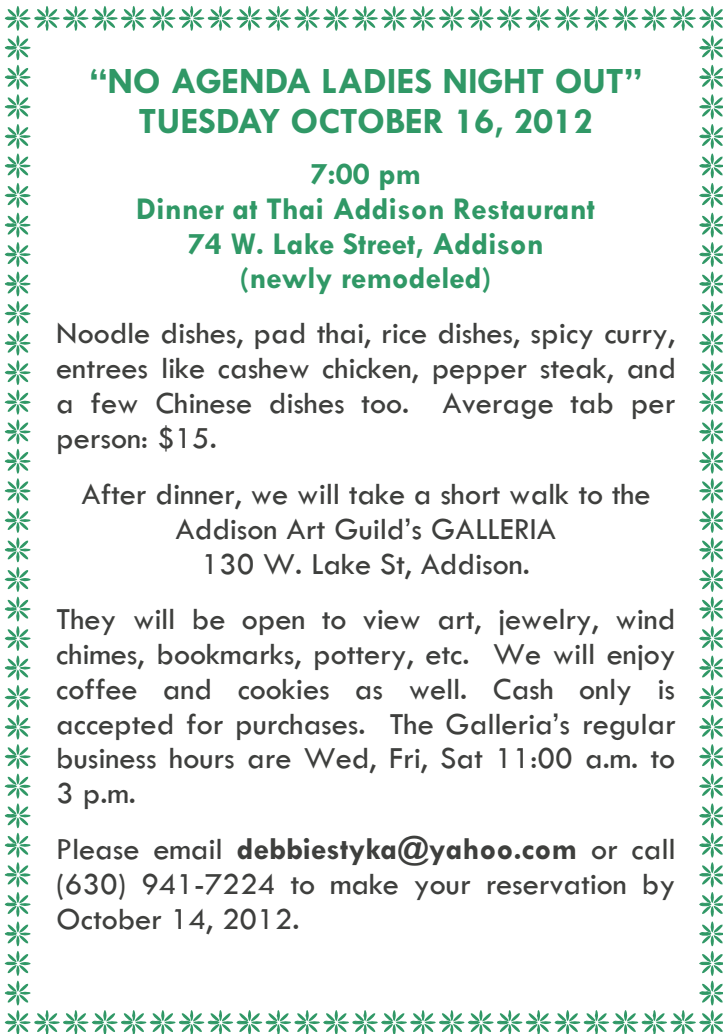 “NO AGENDA LADIES NIGHT OUT”
TUESDAY OCTOBER 16, 2012
7:00 pm
Dinner at Thai Addison Restaurant
74 W. Lake Street, Addison
(newly remodeled)
Noodle dishes, pad thai, rice dishes, spicy curry,
entrees like cashew chicken, pepper steak, and
a few Chinese dishes too. Average tab per
person: $15.
After dinner, we will take a short walk to the
Addison Art Guild’s GALLERIA
130 W. Lake St, Addison.
They will be open to view art, jewelry, wind
chimes, bookmarks, pottery, etc. We will enjoy
coffee and cookies as well. Cash only is
accepted for purchases. The Galleria’s regular
business hours are Wed, Fri, Sat 11:00 a.m. to
3 p.m.
Please email debbiestyka@yahoo.com or call
(630) 941-7224 to make your reservation by
October 14, 2012.